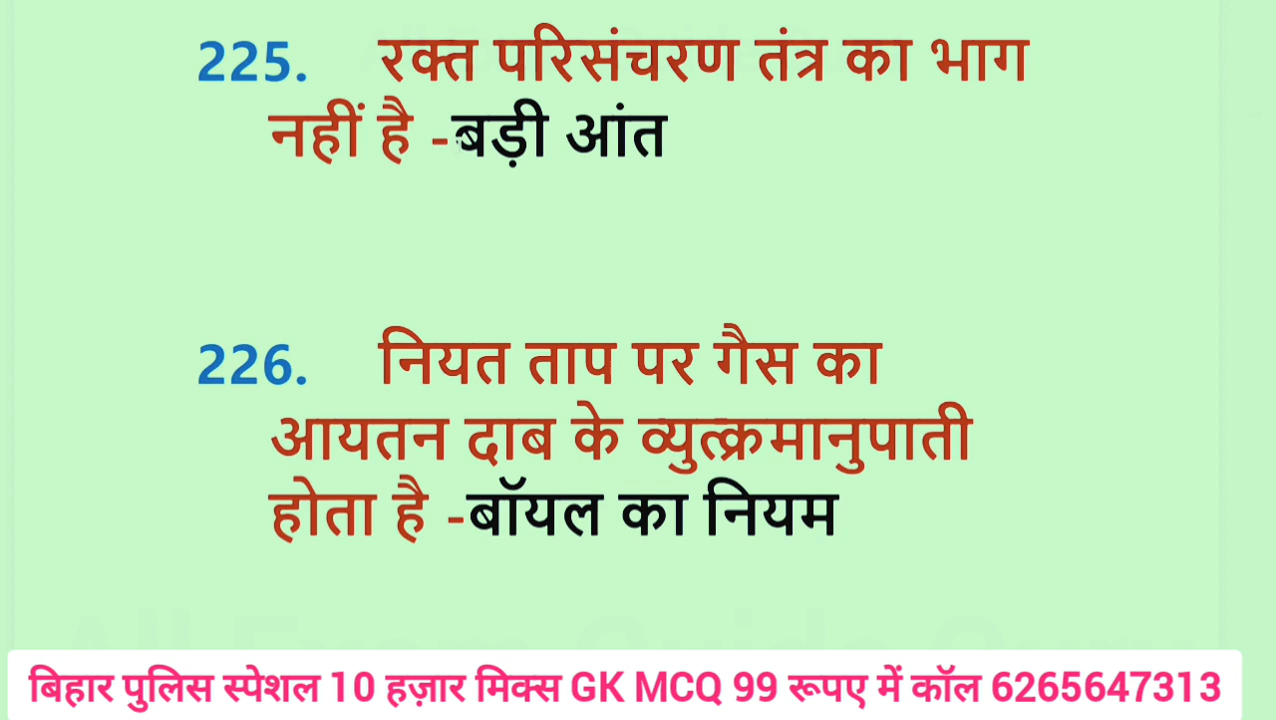 225. रक्त परिसंचरण तंत्र का भाग
नहीं है -बड़ी आंत
226. नियत ताप पर गैस का
आयतन दाब के व्युत्क्रमानुपाती
होता है -बॉयल का नियम
बिहार पुलिस स्पेशल 10 हज़ार मिक्स GK MCQ 99 रूपए में कॉल 6265647313